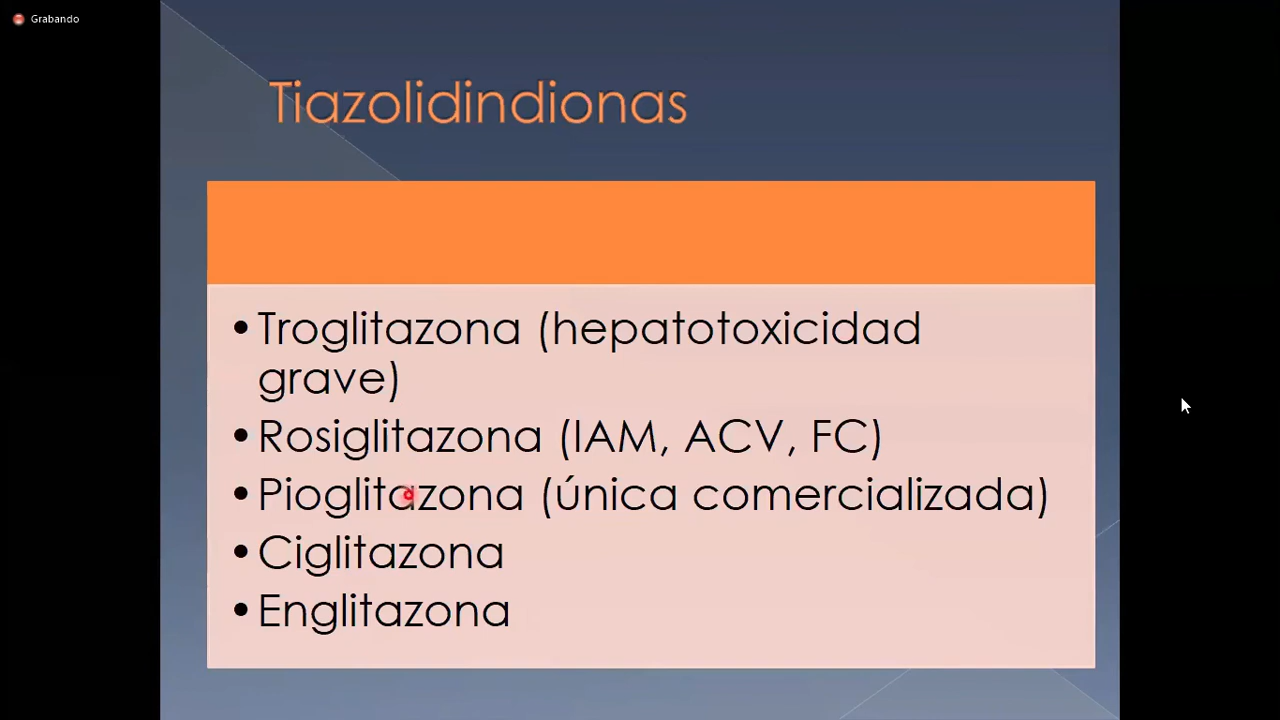 Grabando
Tiazolidindionas
•Troglitazona (hepatotoxicidad
grave)
•Rosiglitazona (IAM, ACV, FC)
•Pioglitazona (única comercializada)
•Ciglitazona
•Englitazona